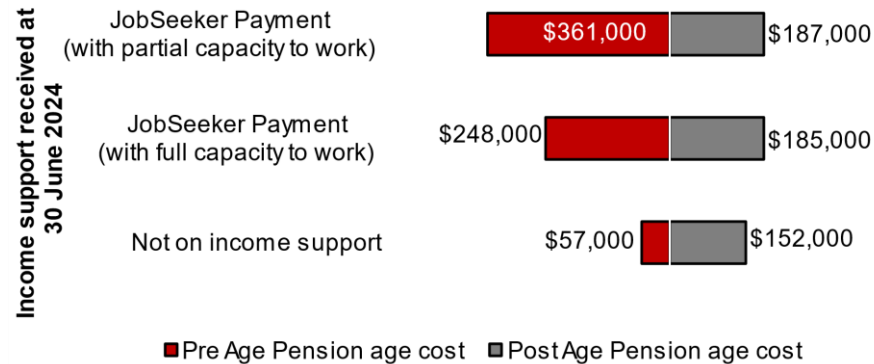 Income support received at
30 June 2024
JobSeeker Payment
(with partial capacity to work)
$361,000
$187,000
JobSeeker Payment
(with full capacity to work)
$248,000
$185,000
Not on income support
$57,000
$152,000
Pre Age Pension age cost
Post Age Pension age cost